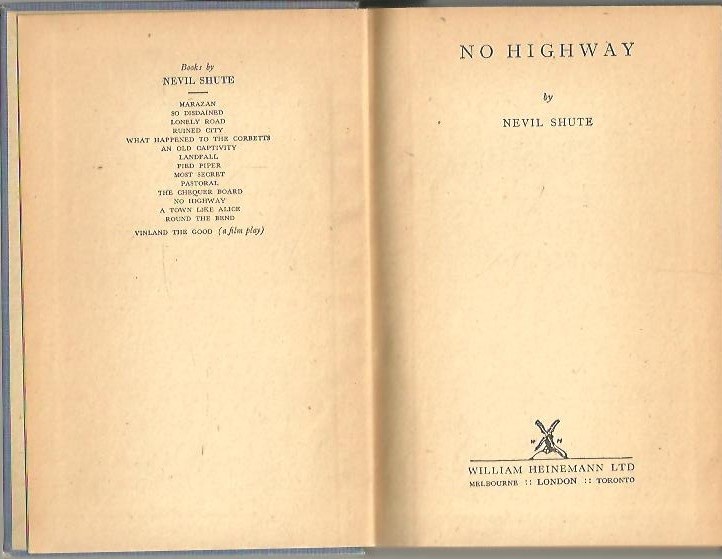 Books by
NEVIL SHUTE
MARAZAN
SO DISDAINED
LONELY ROAD
RUINED CITY
WHAT HAPPENED TO THE CORBETTS
AN OLD CAPTIVITY
LANDFALL
PIED PIPER
MOST SECRET
PASTORAL
THE CHEQUER BOARD
NO HIGHWAY
A TOWN LIKE ALICE
ROUND THE BEND
VINLAND THE GOOD (a film play)
NO HIGHWAY
by
NEVIL SHUTE
W H
WILLIAM HEINEMANN LTD
MELBOURNE :: LONDON :: TORONTO